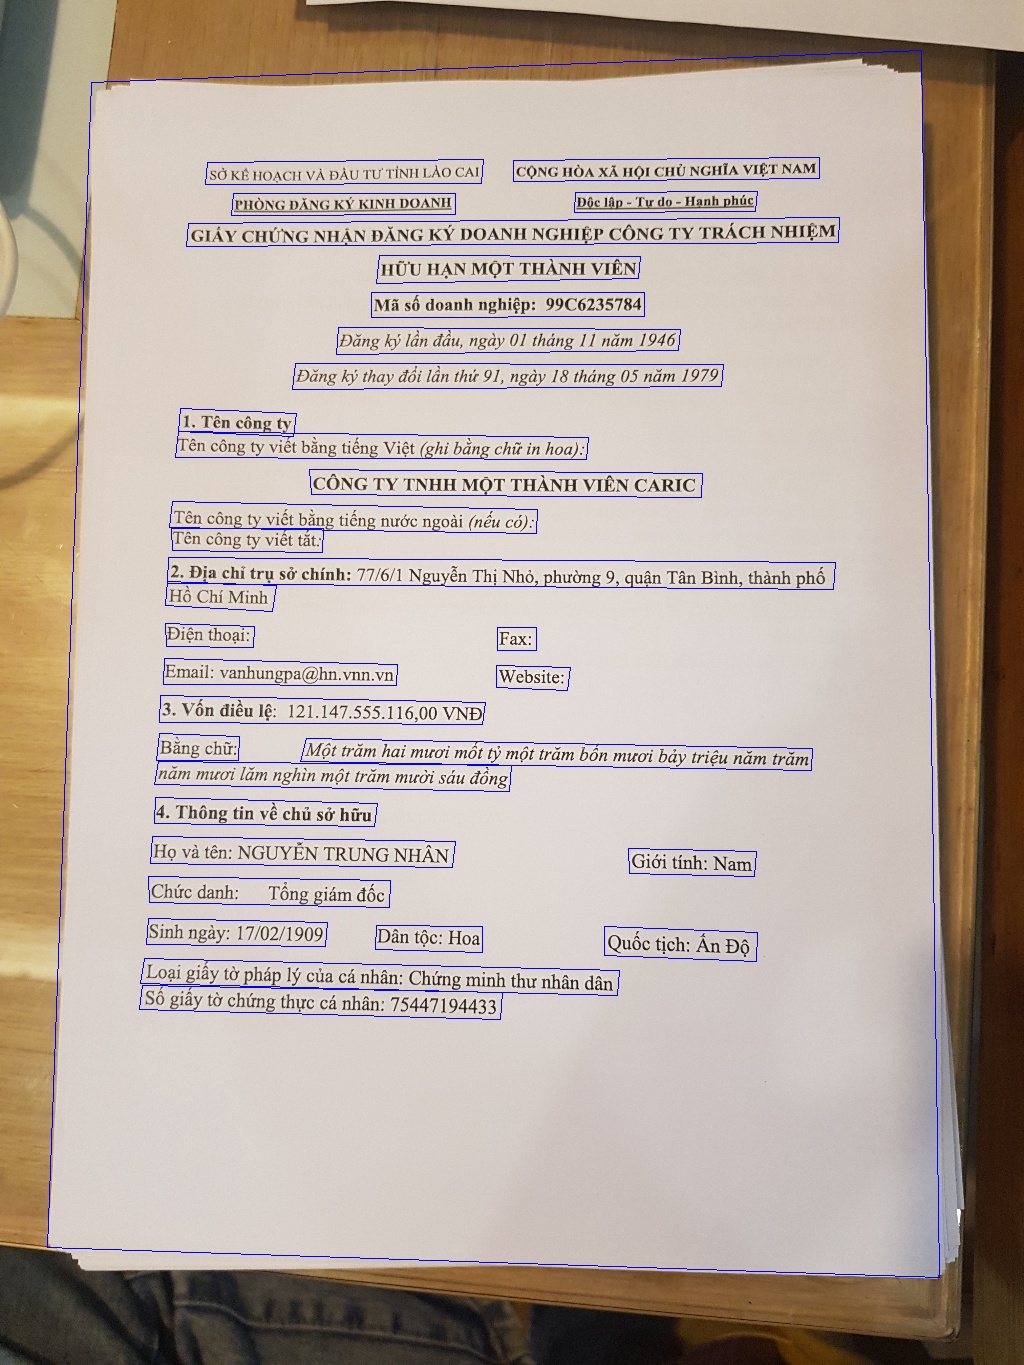 SỞ KẾ HOẠCH VÀ ĐẦU TƯ TỈNH LÀO CAI
CỘNG HÒA XÃ HỘI CHỦ NGHĨA VIỆT NAM
PHÒNG ĐĂNG KÝ KINH DOANH
Độc lập - Tự do - Hạnh phúc
GIẤY CHỨNG NHẬN ĐĂNG KÝ DOANH NGHIỆP CÔNG TY TRÁCH NHIỆM
HỮU HẠN MỘT THÀNH VIÊN
Mã số doanh nghiệp: 99C6235784
Đăng ký lần đầu, ngày 01 tháng 11 năm 1946
Đăng ký thay đổi lần thứ 91, ngày 18 tháng 05 năm 1979
1. Tên công ty
Tên công ty viết bằng tiếng Việt (ghi bằng chữ in hoa):
CÔNG TY TNHH MỘT THÀNH VIÊN CARIC
Tên công ty viết bằng tiếng nước ngoài (nếu có):
Tên công ty viết tắt:
2. Địa chỉ trụ sở chính: 77/6/1 Nguyễn Thị Nhỏ, phường 9, quận Tân Bình, thành phố
Hồ Chí Minh
Điện thoại:
Fax:
Email: vanhungpa@hn.vnn.vn
Website:
3. Vốn điều lệ: 121.147.555.116,00 VNĐ
Bằng chữ: Một trăm hai mươi mốt tỷ một trăm bốn mươi bảy triệu năm trăm
năm mươi lăm nghìn một trăm mười sáu đồng
4. Thông tin về chủ sở hữu
Họ và tên: NGUYỄN TRUNG NHÂN
Giới tính: Nam
Chức danh: Tổng giám đốc
Sinh ngày: 17/02/1909
Dân tộc: Hoa
Quốc tịch: Ấn Độ
Loại giấy tờ pháp lý của cá nhân: Chứng minh thư nhân dân
Số giấy tờ chứng thực cá nhân: 75447194433